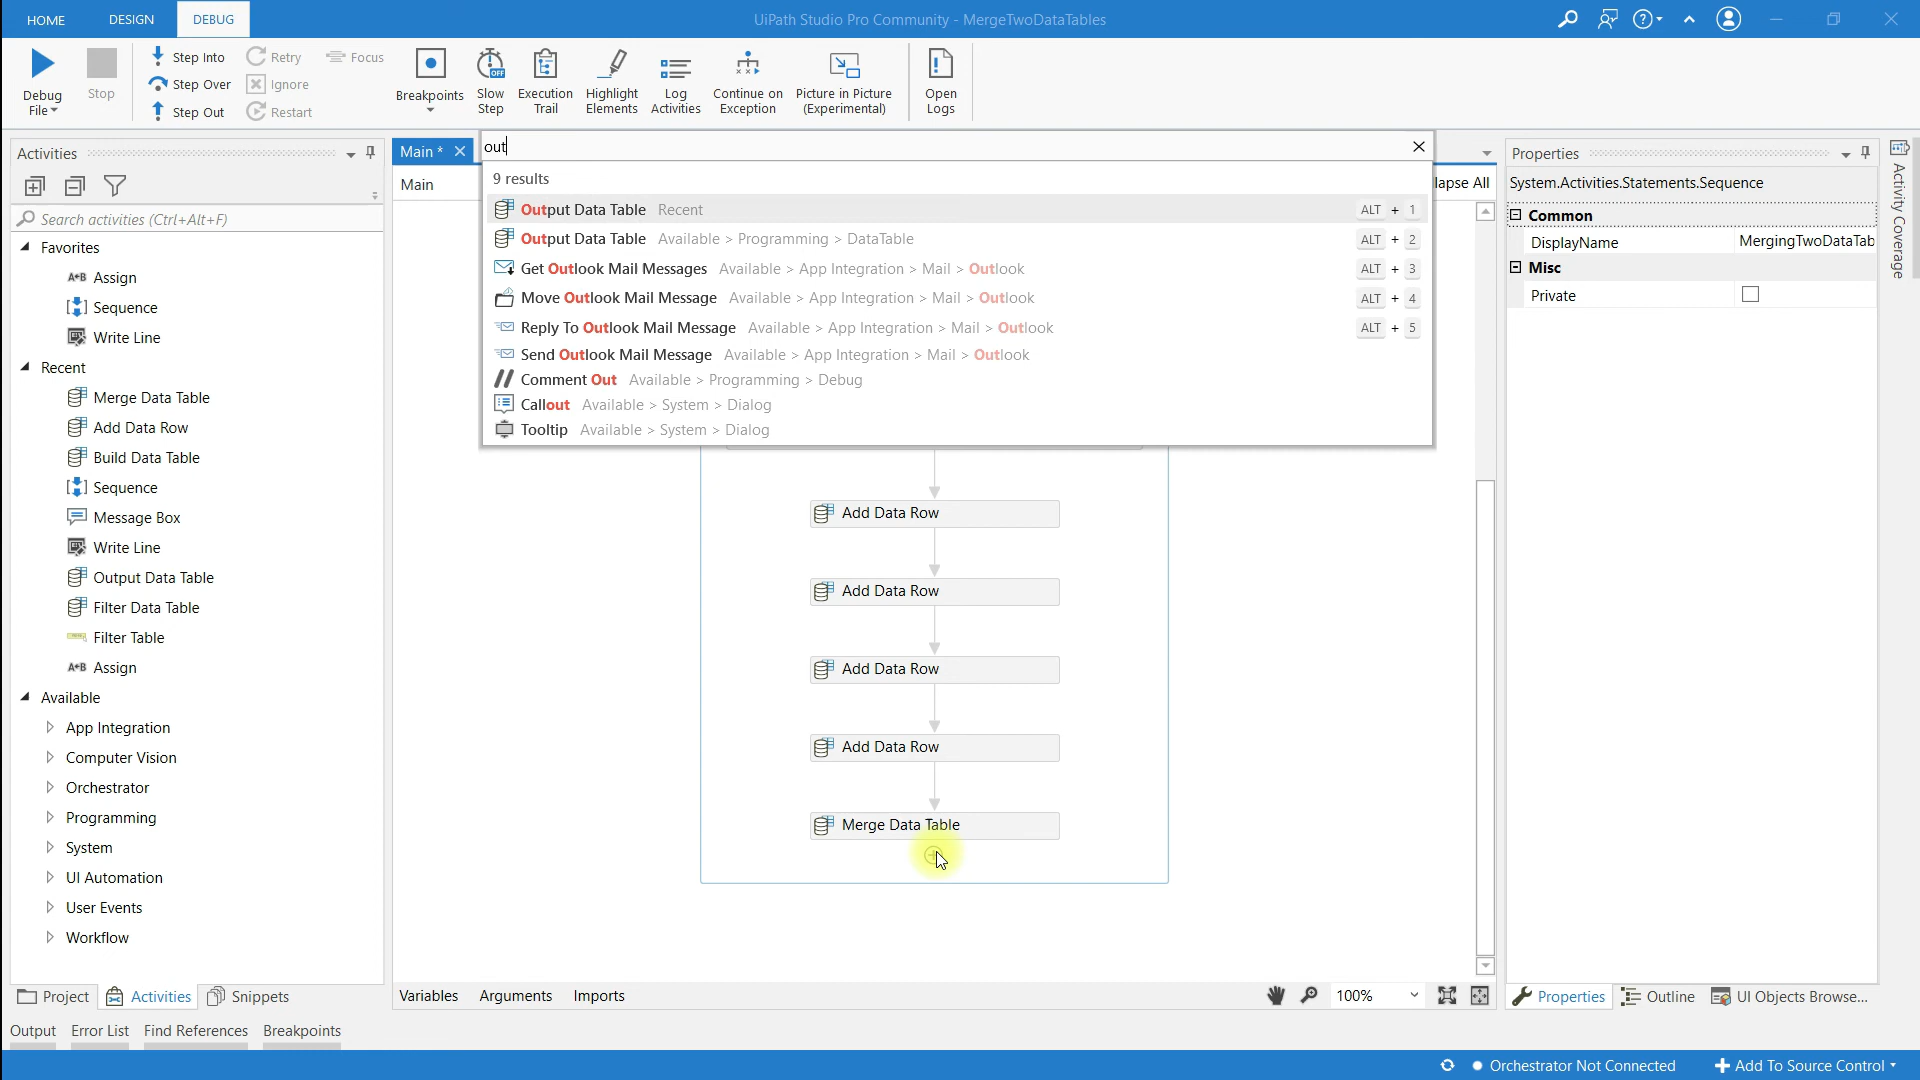 HOME DESIGN DEBUG UiPath Studio Pro Community - MergeTwoDataTables
Debug File
Stop
Step Into
Step Over
Step Out
Retry
Ignore
Restart
Focus
Breakpoints
Slow Step
Execution Trail
Highlight Elements
Log Activities
Continue on Exception
Picture in Picture (Experimental)
Open Logs
Activities
Search activities (Ctrl+Alt+F)
Favorites
A*B Assign
Sequence
Write Line
Recent
Merge Data Table
Add Data Row
Build Data Table
Sequence
Message Box
Write Line
Output Data Table
Filter Data Table
Filter Table
A*B Assign
Available
App Integration
Computer Vision
Orchestrator
Programming
System
UI Automation
User Events
Workflow
Project Activities Snippets
Main *
Main
out
lapse All
9 results
Output Data Table Recent ALT + 1
Output Data Table Available > Programming > DataTable ALT + 2
Get Outlook Mail Messages Available > App Integration > Mail > Outlook ALT + 3
Move Outlook Mail Message Available > App Integration > Mail > Outlook ALT + 4
Reply To Outlook Mail Message Available > App Integration > Mail > Outlook ALT + 5
Send Outlook Mail Message Available > App Integration > Mail > Outlook
Comment Out Available > Programming > Debug
Callout Available > System > Dialog
Tooltip Available > System > Dialog
Add Data Row
Add Data Row
Add Data Row
Add Data Row
Merge Data Table
Variables Arguments Imports 100%
Properties
System.Activities.Statements.Sequence
Common
DisplayName MergingTwoDataTab
Misc
Private
Activity Coverage
Properties Outline UI Objects Browse...
Output Error List Find References Breakpoints
Orchestrator Not Connected Add To Source Control